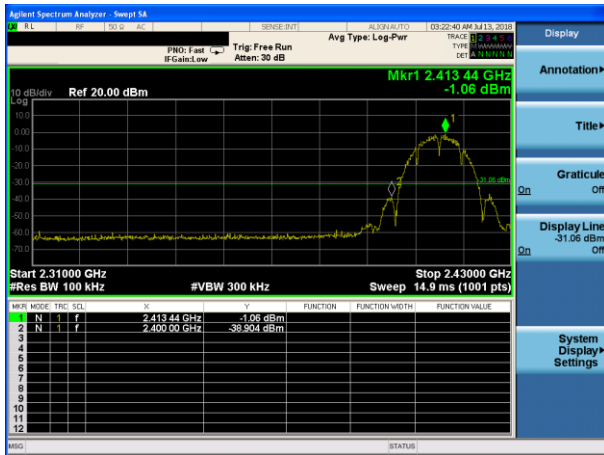 Agilent Spectrum Analyzer - Swept SA
RL RF 50 Ω AC SENSE:INT ALIGNAUTO 03:22:40 AM Jul 13, 2018
Display
Avg Type: Log-Pwr TRACE 1 2 3 4 5 6
PNO: Fast Trig: Free Run TYPE M WWWWW
IFGain:Low Atten: 30 dB DET A N N N N N
Annotation
Mkr1 2.413 44 GHz
-1.06 dBm
10 dB/div Ref 20.00 dBm
Log
1
10.0
Title
0.00
-10.0
-20.0
Graticule
On Off
-30.0
2
-31.06 dBm
-40.0
-50.0
Display Line
-31.06 dBm
On Off
-60.0
-70.0
Start 2.31000 GHz Stop 2.43000 GHz
#Res BW 100 kHz #VBW 300 kHz Sweep 14.9 ms (1001 pts)
MKR MODE TRC SCL X Y FUNCTION FUNCTION WIDTH FUNCTION VALUE
1 N 1 f 2.413 44 GHz -1.06 dBm
2 N 1 f 2.400 00 GHz -38.904 dBm
3
4
5
6
7
8
9
10
11
12
System
Display
Settings
MSG STATUS